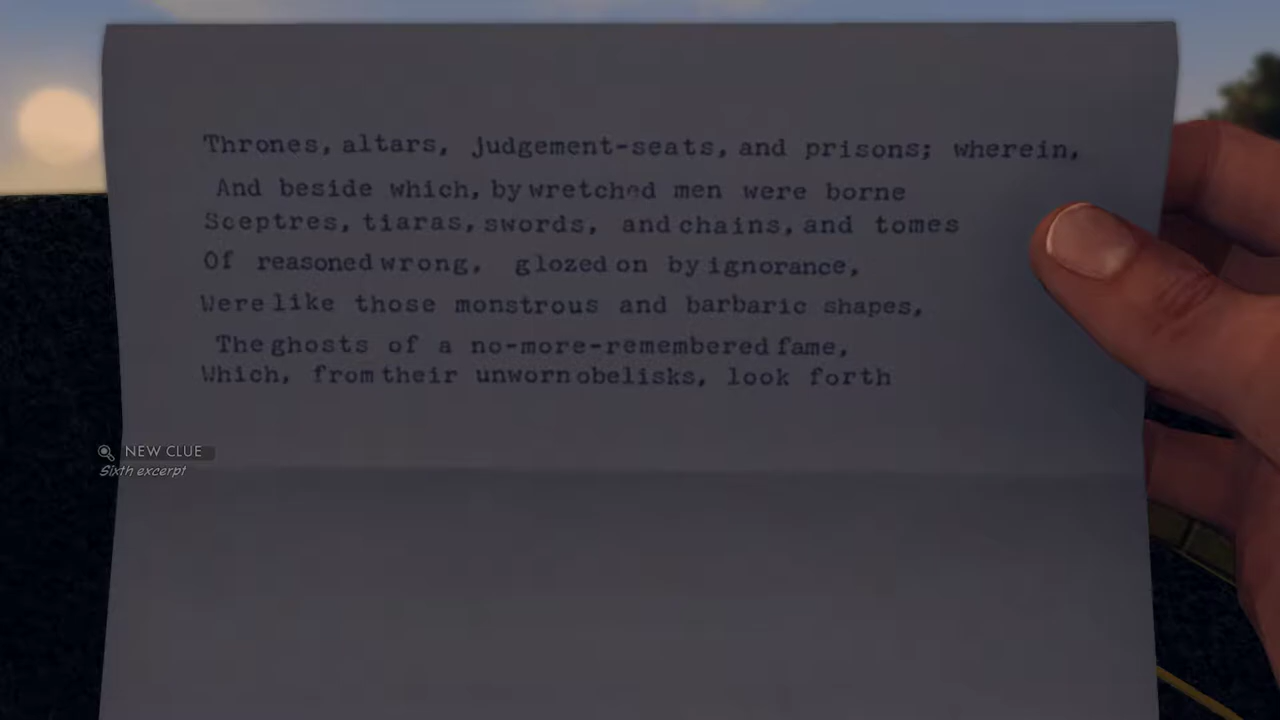 Thrones, altars, judgement-seats, and prisons; wherein,
And beside which, by wretched men were borne
Sceptres, tiaras, swords, and chains, and tomes
Of reasoned wrong, glozed on by ignorance,
Were like those monstrous and barbaric shapes,
The ghosts of a no-more-remembered fame,
Which, from their unworn obelisks, look forth
NEW CLUE
Sixth excerpt